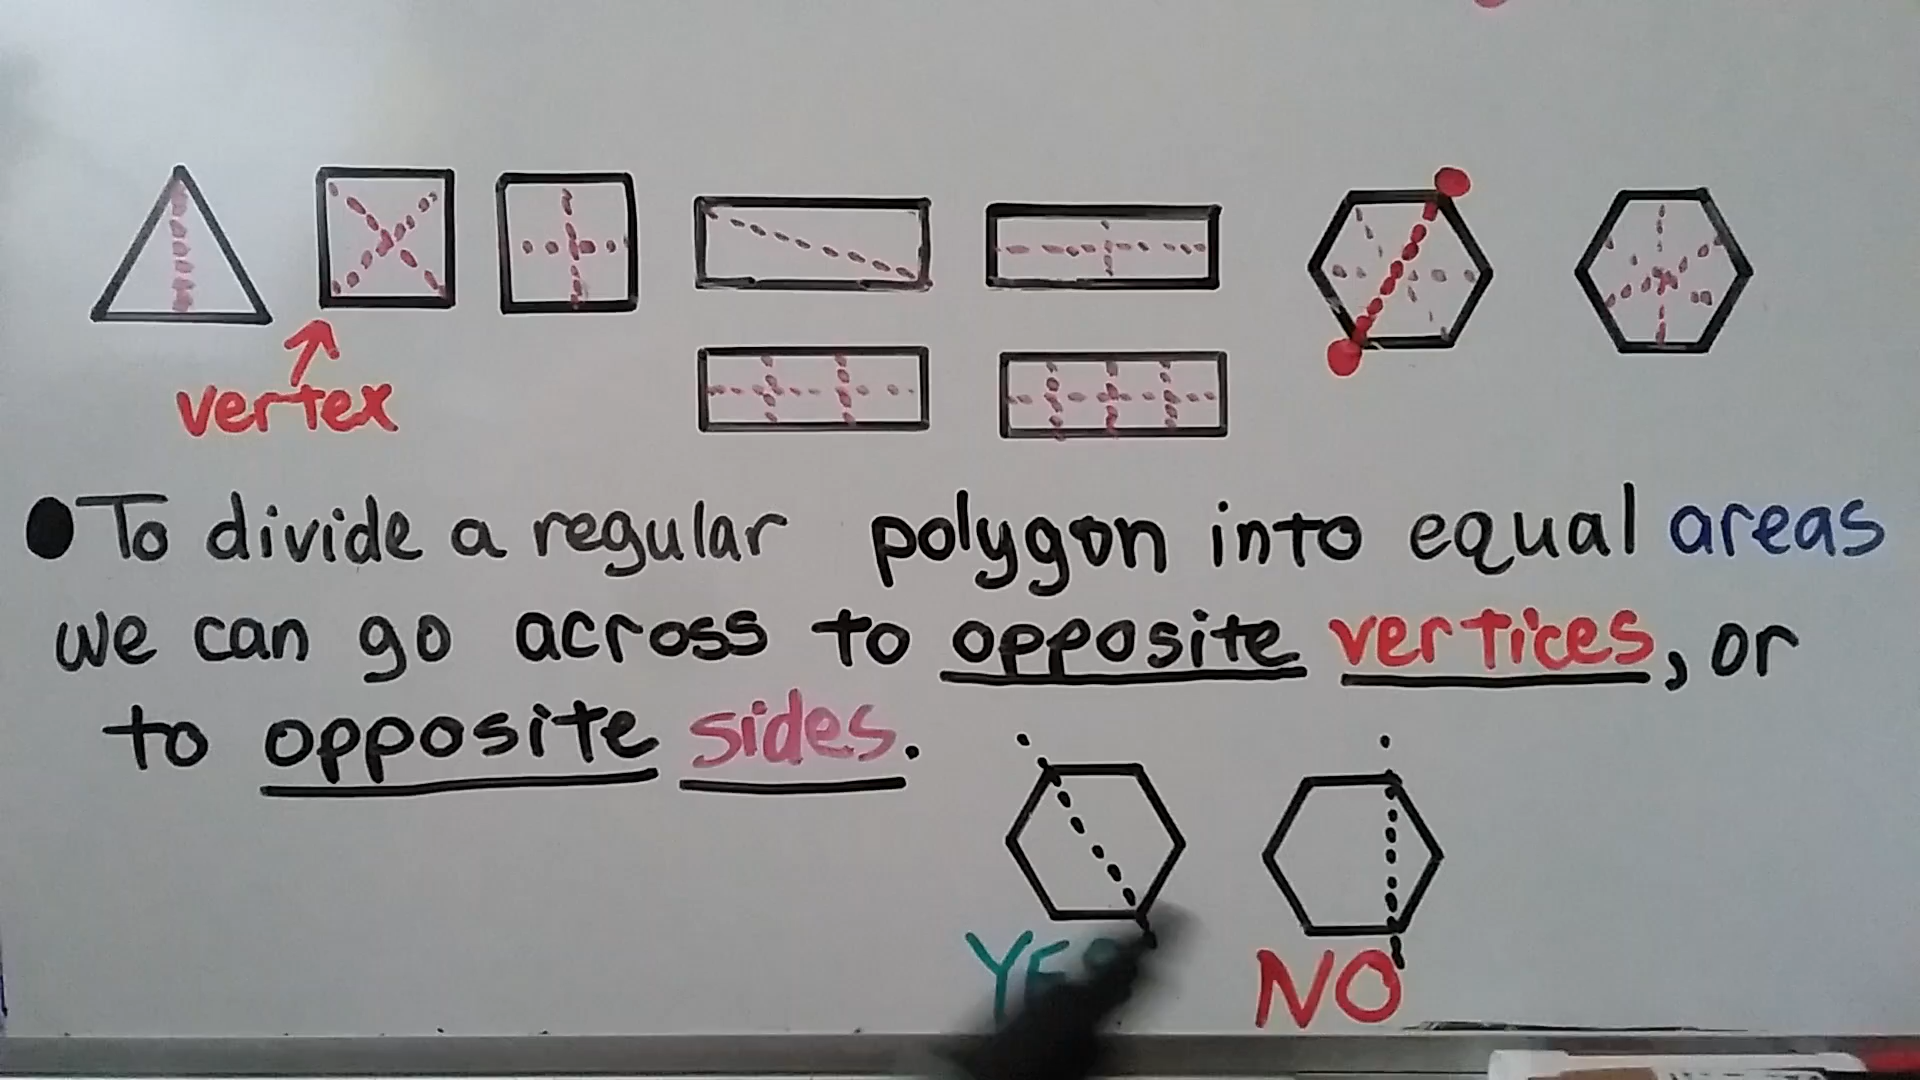 vertex
To divide a regular polygon into equal areas
we can go across to opposite vertices, or
to opposite sides.
YES NO